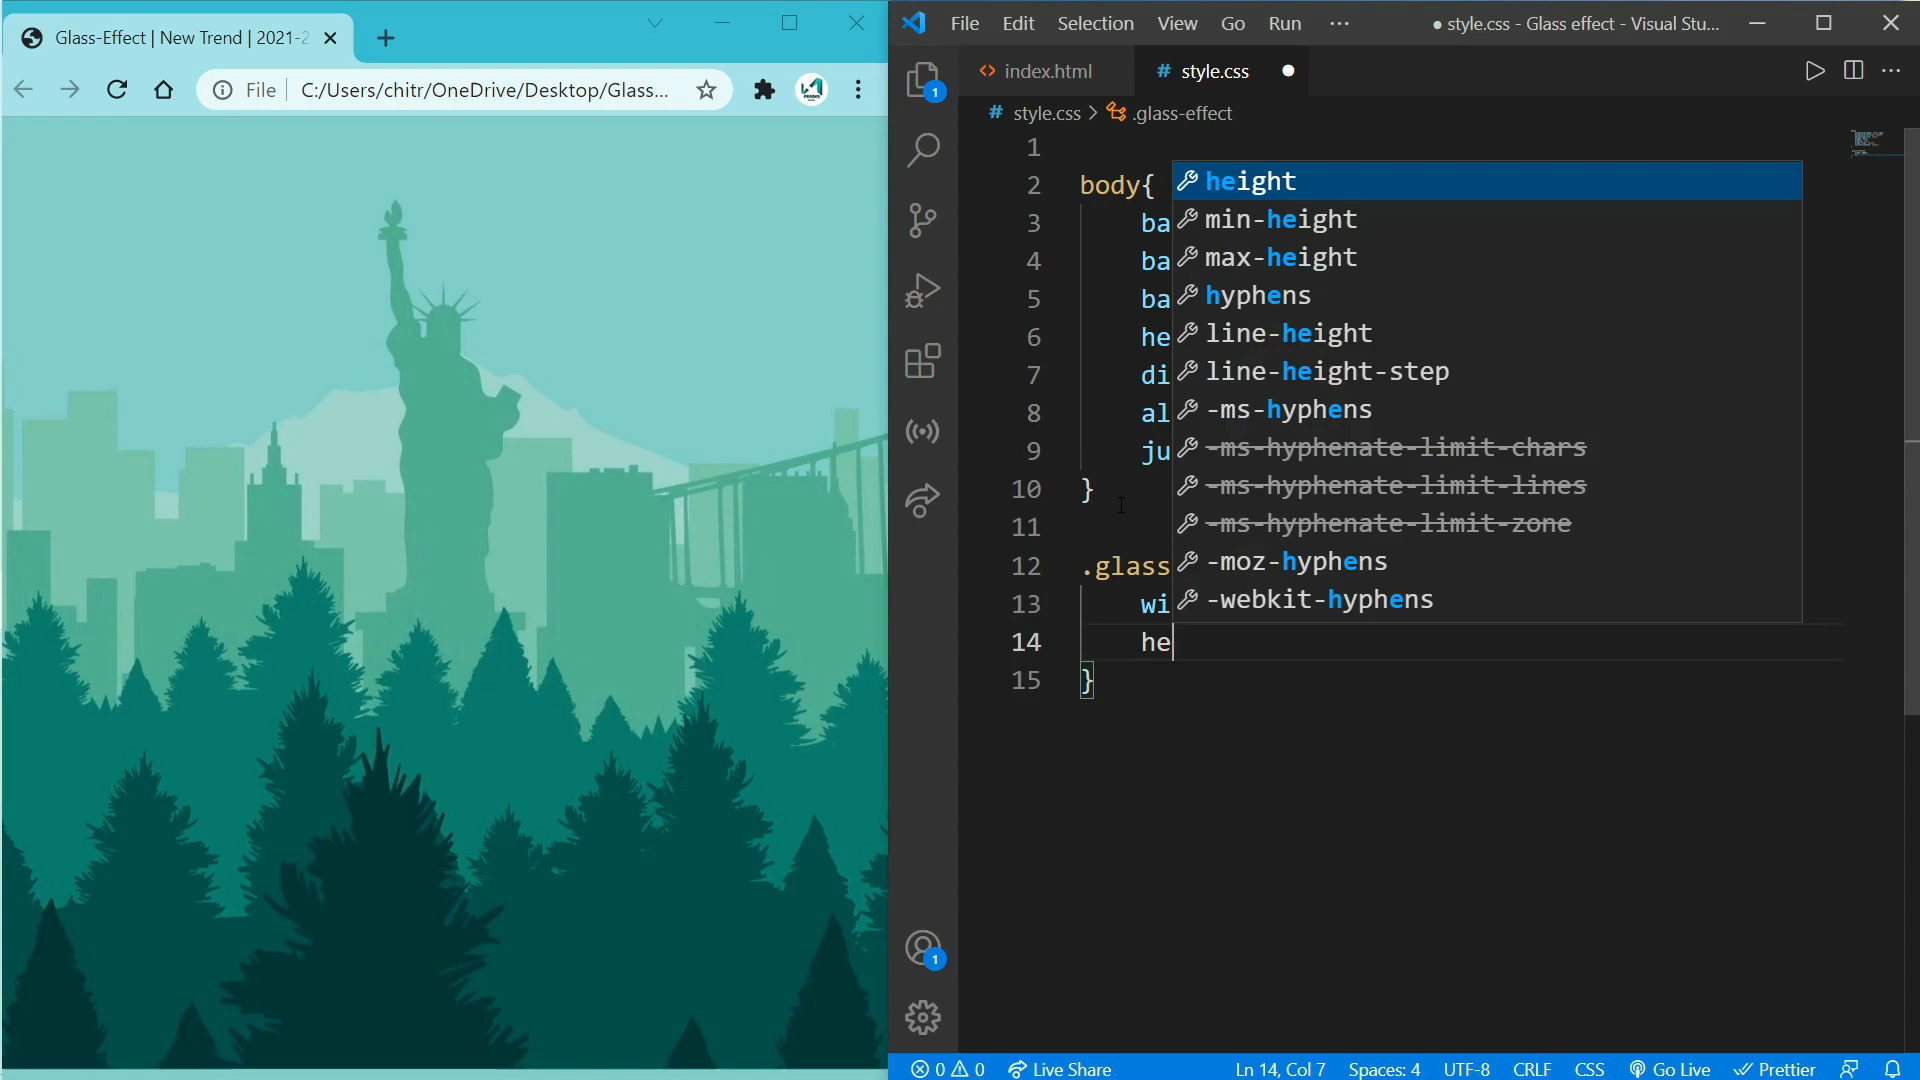 Glass-Effect | New Trend | 2021-2
File
C:/Users/chitr/OneDrive/Desktop/Glass...
File Edit Selection View Go Run ···
● style.css - Glass effect - Visual Stu...
<> index.html
# style.css ●
# style.css > .glass-effect
1
2 body{
3 ba
4 ba
5 ba
6 he
7 di
8 al
9 ju
10 }
11
12 .glass
13 wi
14 he
15 }
height
min-height
max-height
hyphens
line-height
line-height-step
-ms-hyphens
-ms-hyphenate-limit-chars
-ms-hyphenate-limit-lines
-ms-hyphenate-limit-zone
-moz-hyphens
-webkit-hyphens
1
1
0 0 Live Share Ln 14, Col 7 Spaces: 4 UTF-8 CRLF CSS Go Live Prettier